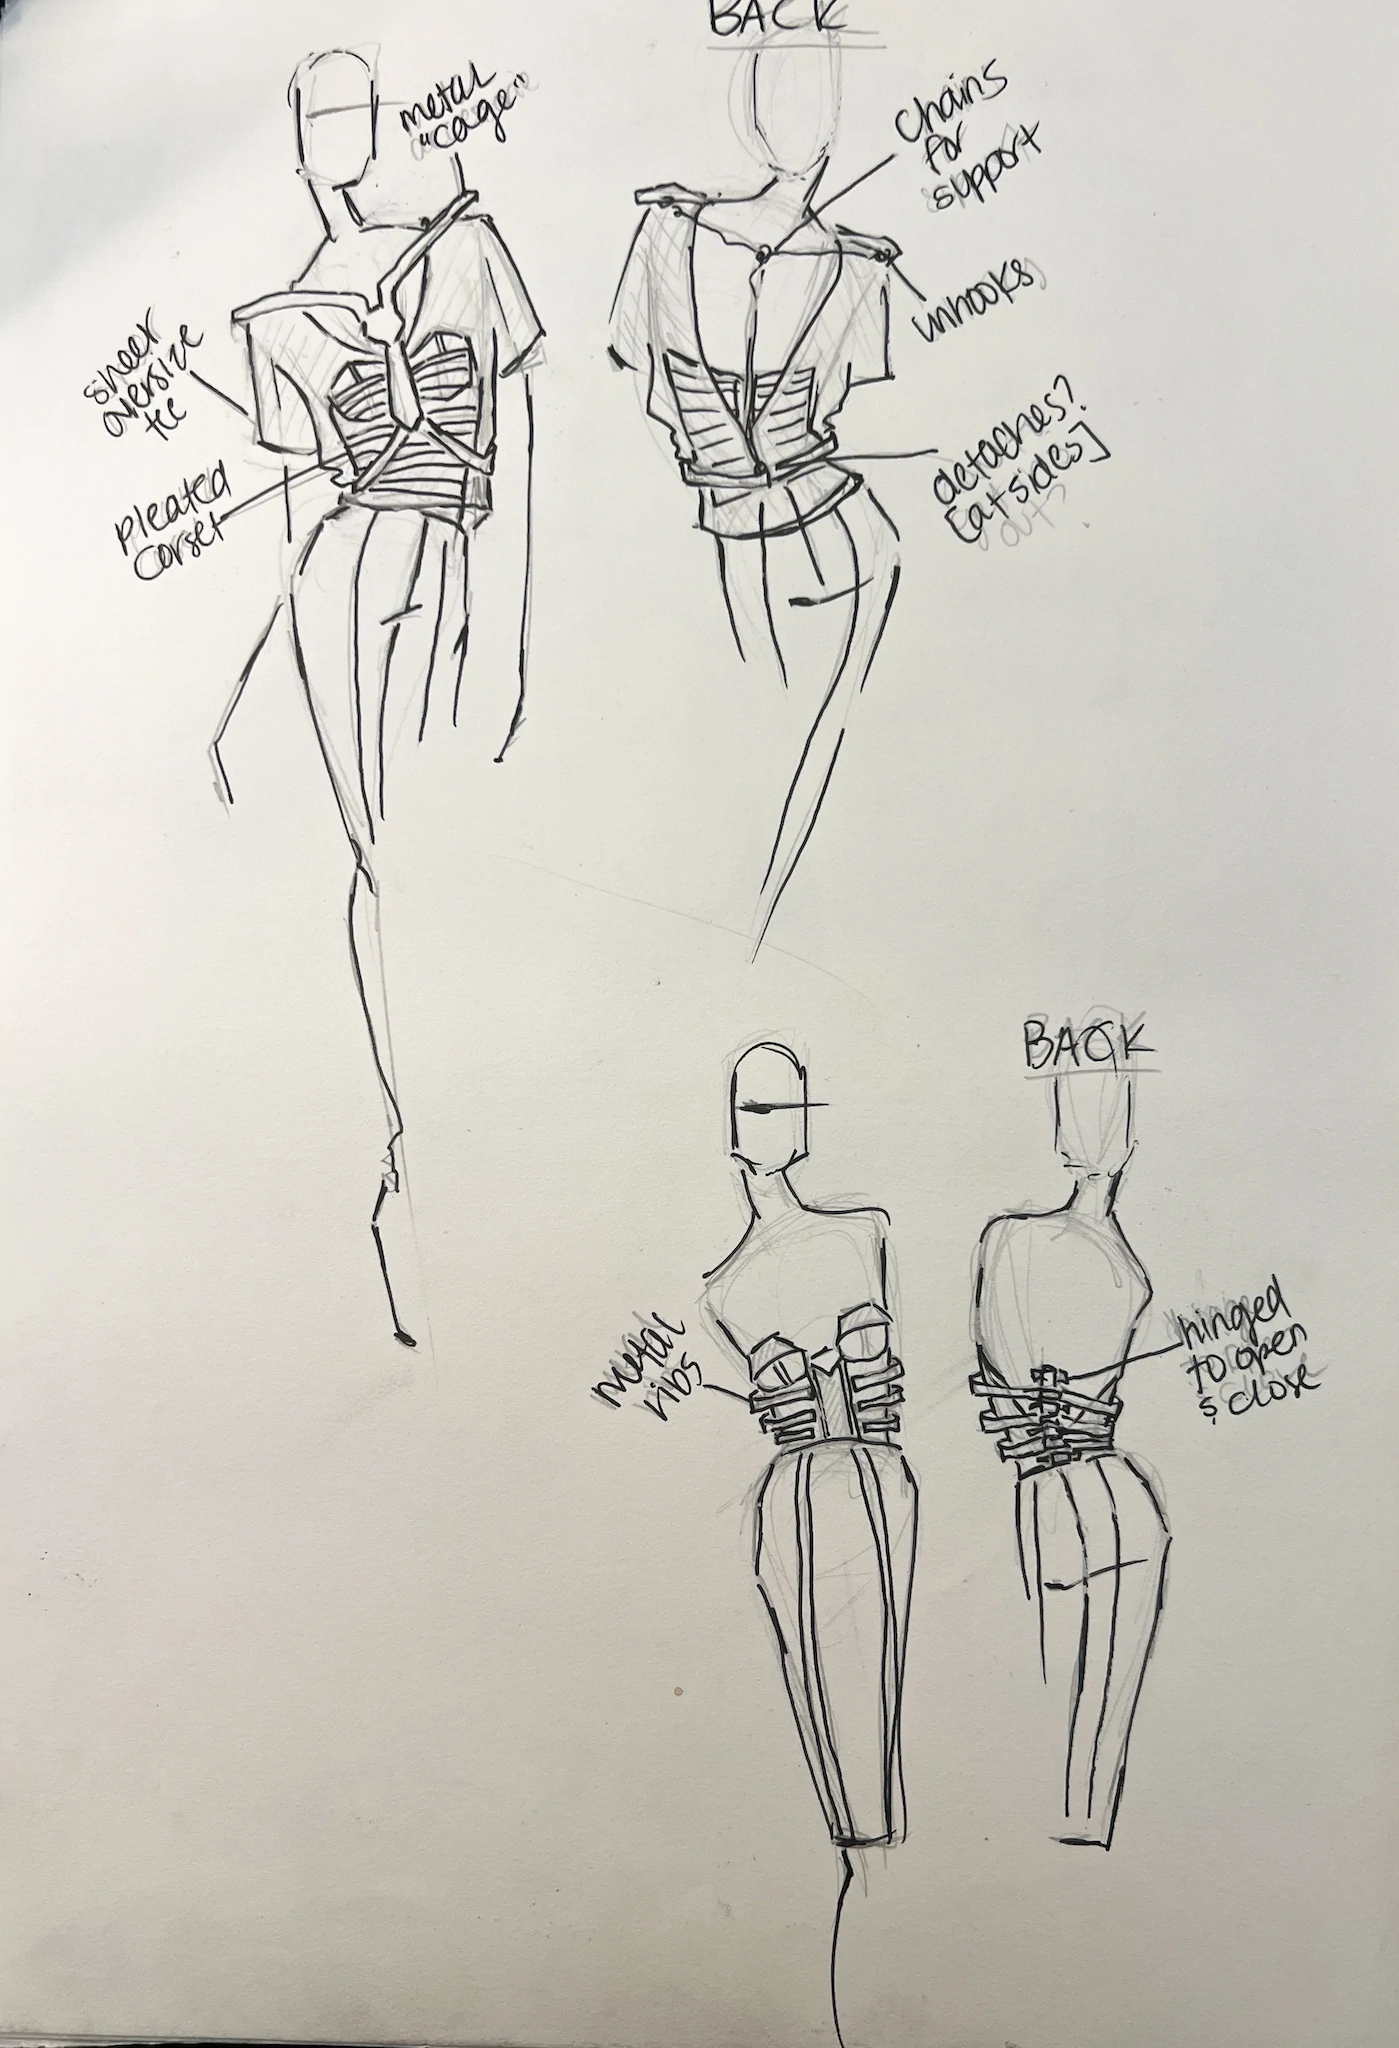 BACK
metal
"cage"
chains
for
support
unhooks
sheer
oversize
tee
pleated
corset
detaches?
[at sides]
out?
BACK
metal
ribs
hinged
to open
& close